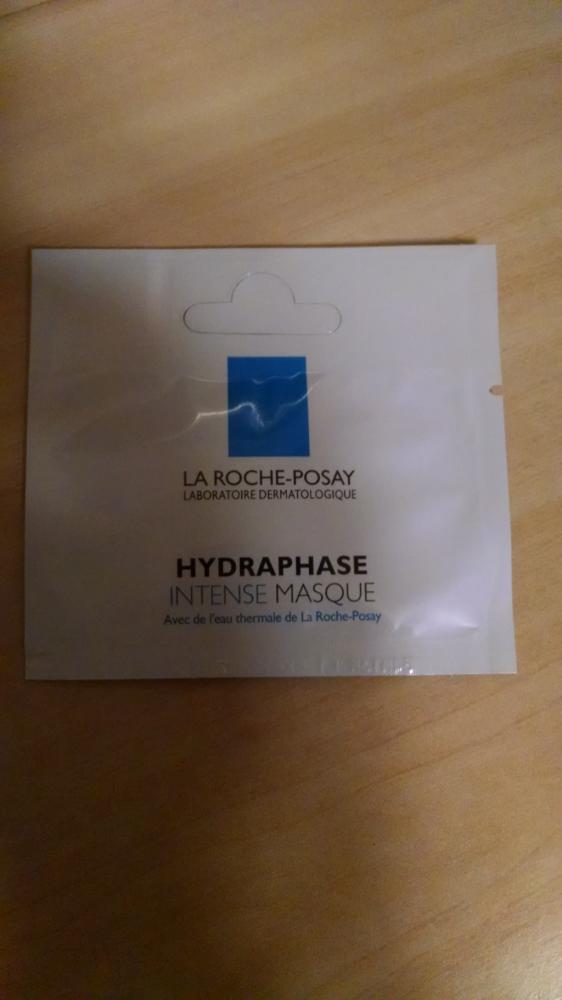 LA ROCHE-POSAY
LABORATOIRE DERMATOLOGIQUE
HYDRAPHASE
INTENSE MASQUE
Avec de l'eau thermale de La Roche-Posay